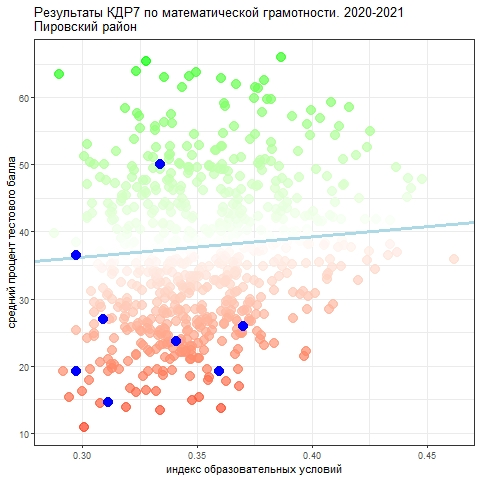 Результаты КДР7 по математической грамотности. 2020-2021
Пировский район
средний процент тестового балла
60
50
40
30
20
10
0.30 0.35 0.40 0.45
индекс образовательных условий